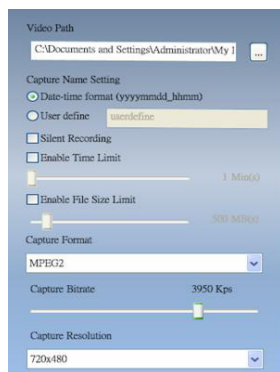 Video Path
C:\Documents and Settings\Administrator\My
...
Capture Name Setting
Date-time format (yyyymmdd_hhmm)
User define userdefine
Silent Recording
Enable Time Limit
1 Min(s)
Enable File Size Limit
500 MB(s)
Capture Format
MPEG2
Capture Bitrate 3950 Kps
Capture Resolution
720x480